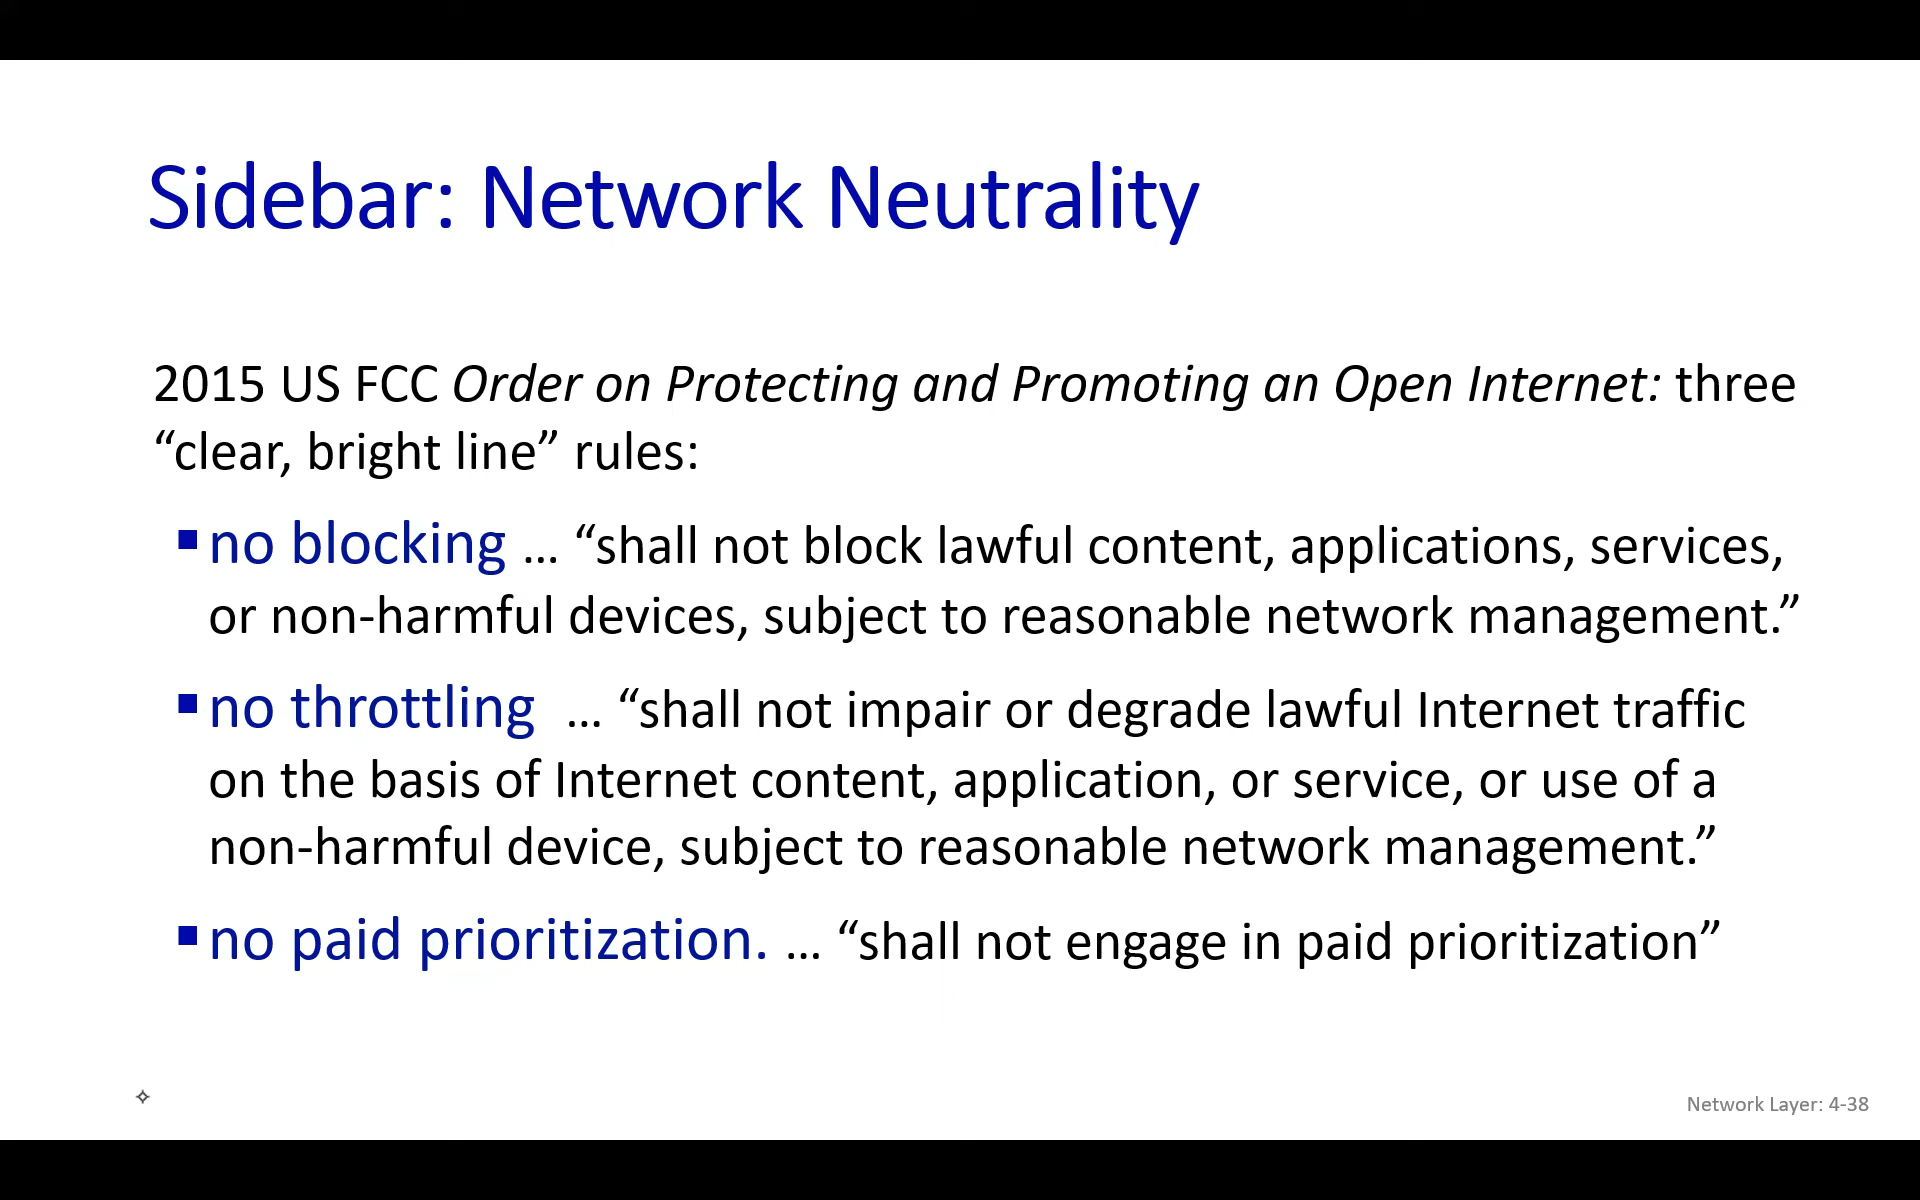 Sidebar: Network Neutrality
2015 US FCC Order on Protecting and Promoting an Open Internet: three
“clear, bright line” rules:
▪ no blocking … “shall not block lawful content, applications, services,
or non-harmful devices, subject to reasonable network management.”
▪ no throttling … “shall not impair or degrade lawful Internet traffic
on the basis of Internet content, application, or service, or use of a
non-harmful device, subject to reasonable network management.”
▪ no paid prioritization. … “shall not engage in paid prioritization”
Network Layer: 4-38